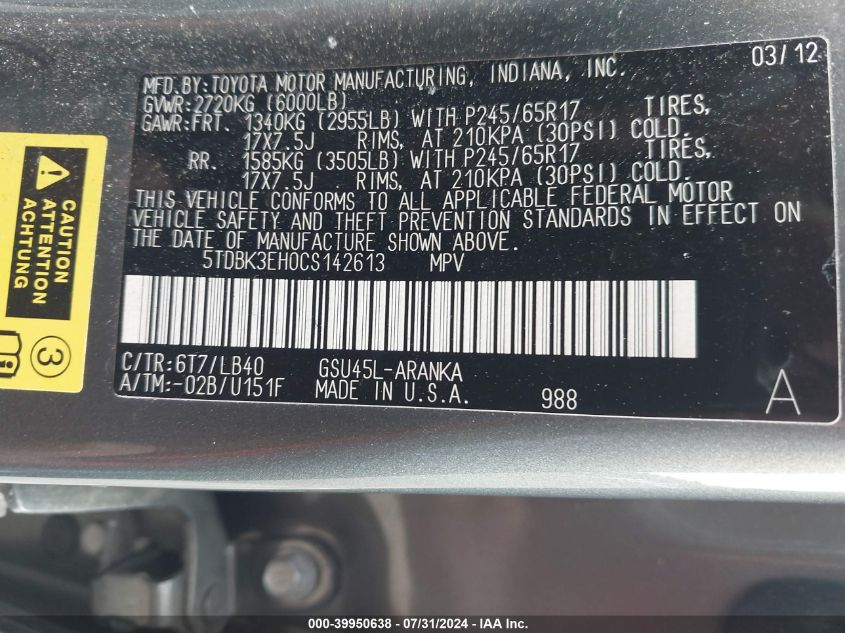 03/12
MFD.BY:TOYOTA MOTOR MANUFACTURING, INDIANA, INC.
GVWR:2720KG (6000LB)
GAWR:FRT. 1340KG (2955LB) WITH P245/65R17 TIRES,
17X7.5J RIMS, AT 210KPA (30PSI) COLD.
RR. 1585KG (3505LB) WITH P245/65R17 TIRES,
17X7.5J RIMS, AT 210KPA (30PSI) COLD.
THIS VEHICLE CONFORMS TO ALL APPLICABLE FEDERAL MOTOR
VEHICLE SAFETY AND THEFT PREVENTION STANDARDS IN EFFECT ON
THE DATE OF MANUFACTURE SHOWN ABOVE.
5TDBK3EH0CS142613 MPV
C/TR:6T7/LB40 GSU45L-ARANKA
A/TM:-02B/U151F MADE IN U.S.A. 988 A
CAUTION
ATTENTION
ACHTUNG
3
000-39950638 - 07/31/2024 - IAA Inc.